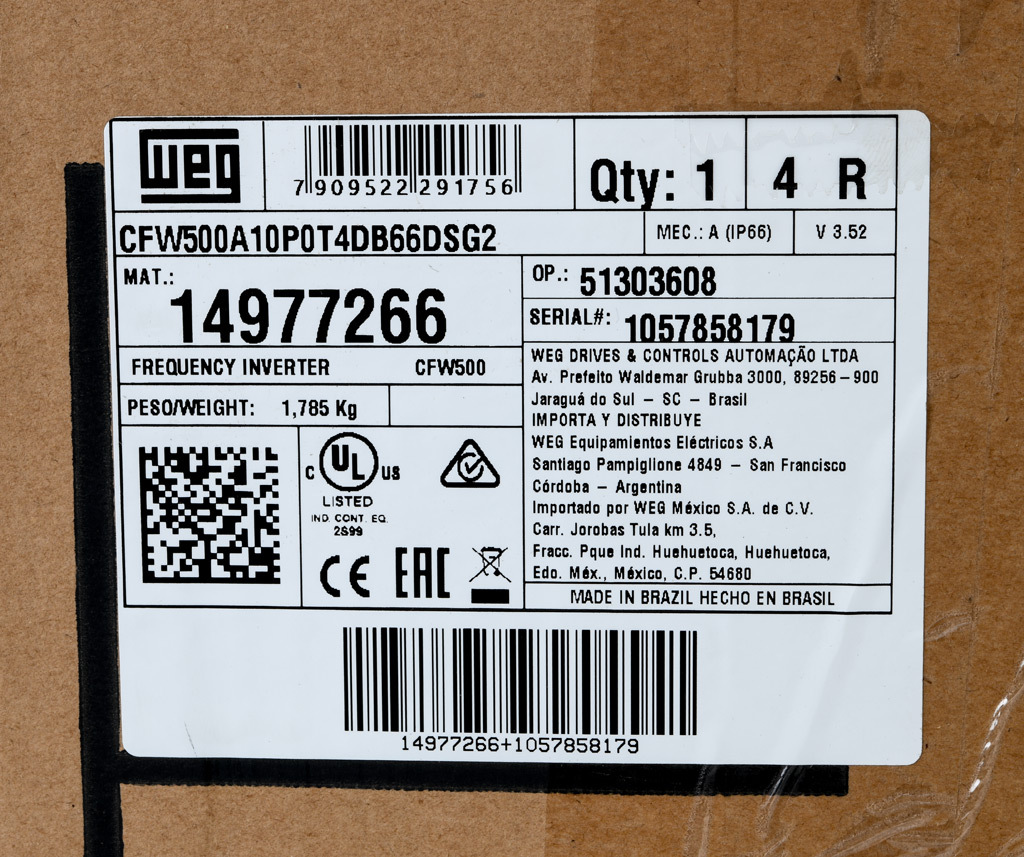 weg
7 909522 291756
Qty: 1
4 R
CFW500A10P0T4DB66DSG2
MEC.: A (IP66)
V 3.52
MAT.:
14977266
OP.: 51303608
SERIAL#: 1057858179
FREQUENCY INVERTER CFW500
PESO/WEIGHT: 1,785 Kg
WEG DRIVES & CONTROLS AUTOMAÇÃO LTDA
Av. Prefeito Waldemar Grubba 3000, 89256-900
Jaraguá do Sul - SC - Brasil
IMPORTA Y DISTRIBUYE
WEG Equipamientos Eléctricos S.A
Santiago Pampiglione 4849 - San Francisco
Córdoba - Argentina
Importado por WEG México S.A. de C.V.
Carr. Jorobas Tula km 3.5,
Fracc. Pque Ind. Huehuetoca, Huehuetoca,
Edo. Méx., México, C.P. 54680
MADE IN BRAZIL HECHO EN BRASIL
C UL US
LISTED
IND. CONT. EQ.
2S99
CE EAC
14977266+1057858179